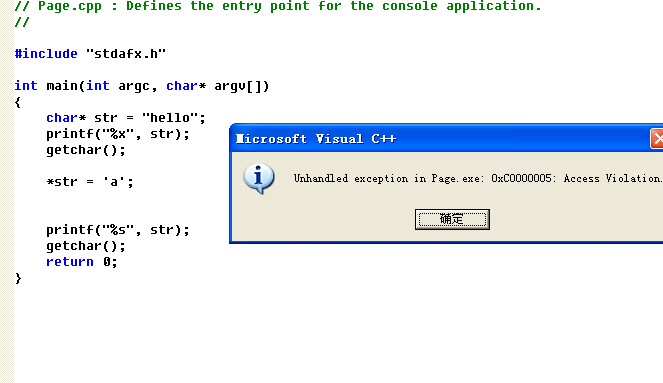 // Page.cpp : Defines the entry point for the console application.
//
#include "stdafx.h"
int main(int argc, char* argv[])
{
char* str = "hello";
printf("%x", str);
getchar();
*str = 'a';
printf("%s", str);
getchar();
return 0;
}
Microsoft Visual C++
Unhandled exception in Page.exe: 0xC0000005: Access Violation.
确定